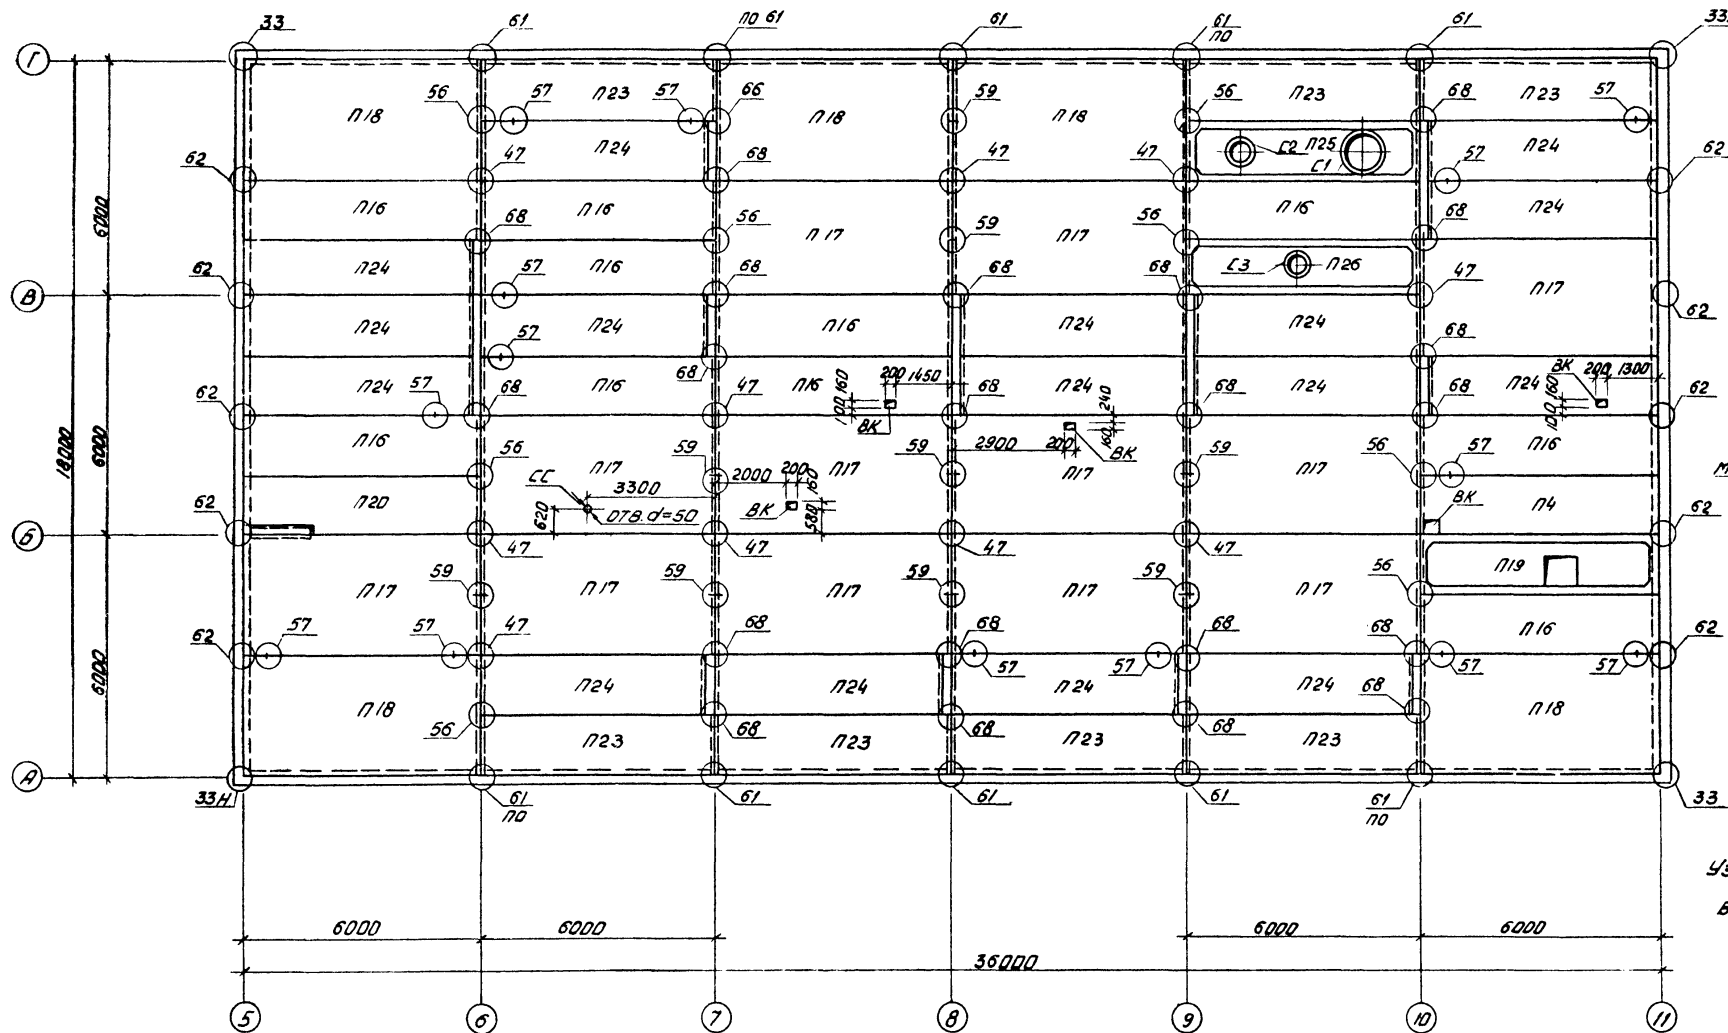 33 61 ПО 61 61 61 61 33
ПО
Г
56 57 П23 57 66 59 56 П23 68 П23 57
П18 П18 П18
П24 С2 П25 С1 П24
62 47 68 47 47 57 62
П16 П16 П16 П24
68 56 59 56 68
6000 П17 П17
62 П24 57 П16 68 68 68 С3 П26 47 П17
В
62
П24 П24 П16 П24 П24 68
57
П24 57 68 П16 68 47 П16 160 200 1450 68 П24 240 П24 68 68 П24 ВК 200 1300
62 100 ВК 160 100 160 62
18000 6000
П16 56 59 59 2900 200 ВК 59 56 57 П16
СС П17 2000 200 П17 П17 П17
3300 160 ВК
П20 620 ОТВ. d=50 ВК 580 П4
62 62
Б
47 47 47 47
П19
59 59 59 59 56
П17 П17 П17 П17 П17
П16
62 57 57 47 68 68 68 68 62
57 57 57 57
6000
П24 П24 П24 П24 68
П18 П18
56 68 68 68
П23 П23 П23 П23
А
33Н 61 61 61 61 61 33
ПО ПО
УЗ
В
М
6000 6000 6000 6000
36000
5 6 7 8 9 10 11